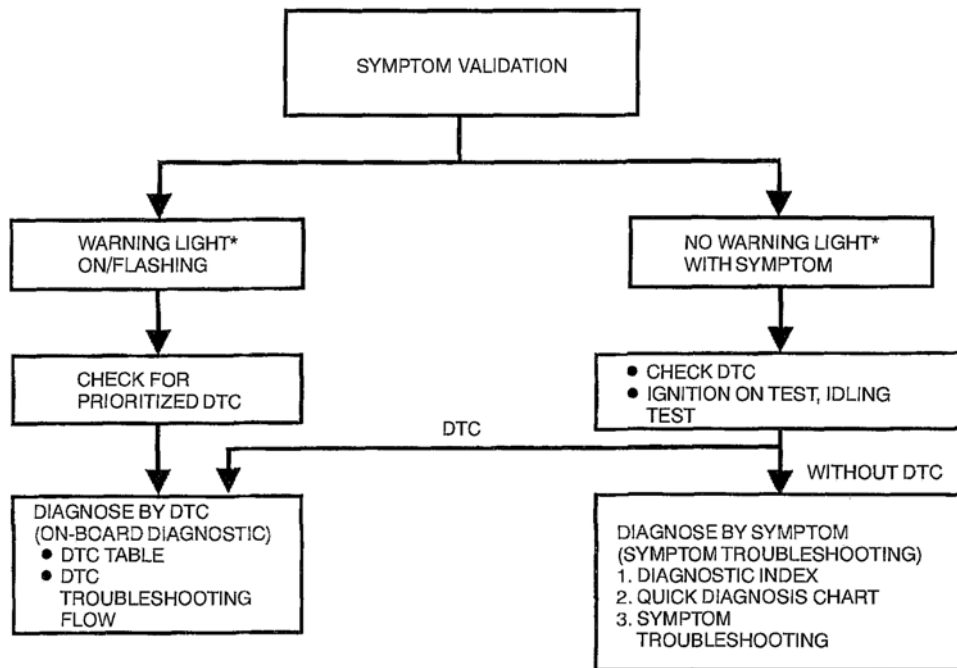 SYMPTOM VALIDATION
WARNING LIGHT*
ON/FLASHING
NO WARNING LIGHT*
WITH SYMPTOM
CHECK FOR
PRIORITIZED DTC
● CHECK DTC
● IGNITION ON TEST, IDLING
TEST
DTC
WITHOUT DTC
DIAGNOSE BY DTC
(ON-BOARD DIAGNOSTIC)
● DTC TABLE
● DTC
TROUBLESHOOTING
FLOW
DIAGNOSE BY SYMPTOM
(SYMPTOM TROUBLESHOOTING)
1. DIAGNOSTIC INDEX
2. QUICK DIAGNOSIS CHART
3. SYMPTOM
TROUBLESHOOTING